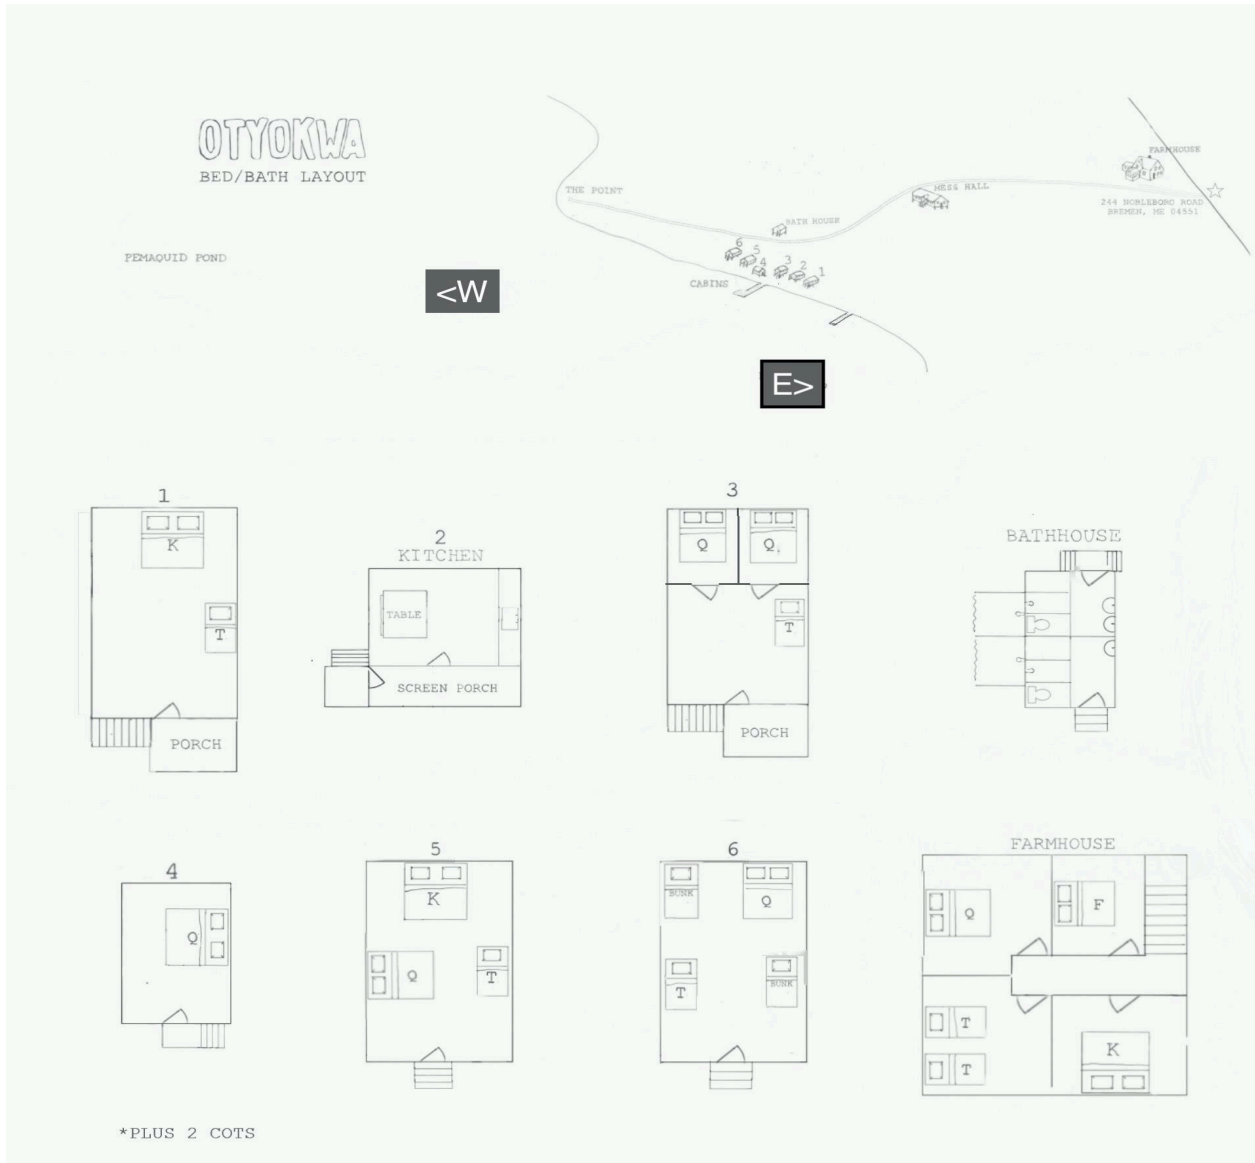 OTYOKWA
BED/BATH LAYOUT
PEMAQUID POND
<W
E>
THE POINT
BATH HOUSE
MESS HALL
FARMHOUSE
244 NOBLEBORO ROAD
BREMEN, ME 04551
6
5
4
3
2
1
CABINS
1
K
T
PORCH
2
KITCHEN
TABLE
SCREEN PORCH
3
Q
Q
T
PORCH
BATHHOUSE
4
Q
5
K
Q
T
6
BUNK
Q
T
BUNK
FARMHOUSE
Q
F
T
T
K
*PLUS 2 COTS